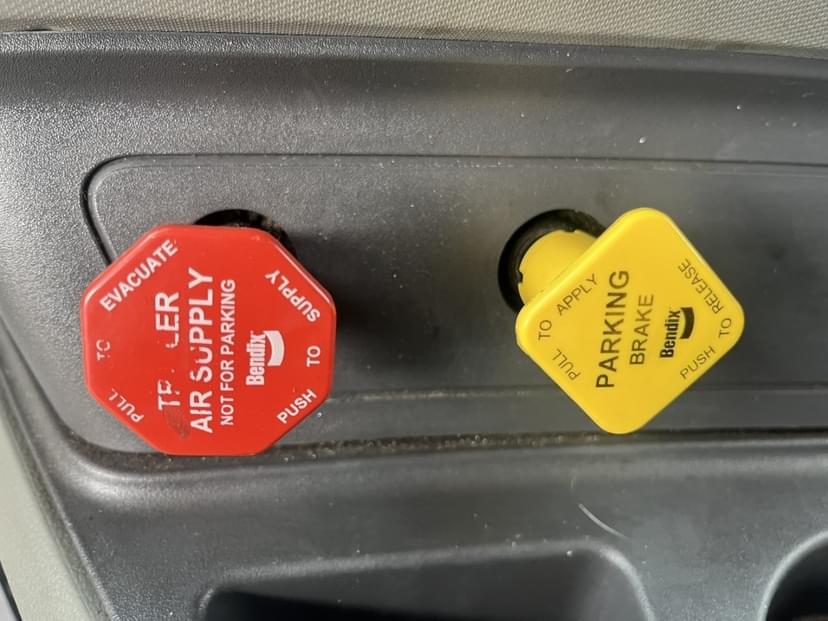 PULL TO EVACUATE
AIR SUPPLY
NOT FOR PARKING
Bendix
PUSH TO SUPPLY
PULL TO APPLY
PARKING
BRAKE
Bendix
PUSH TO RELEASE